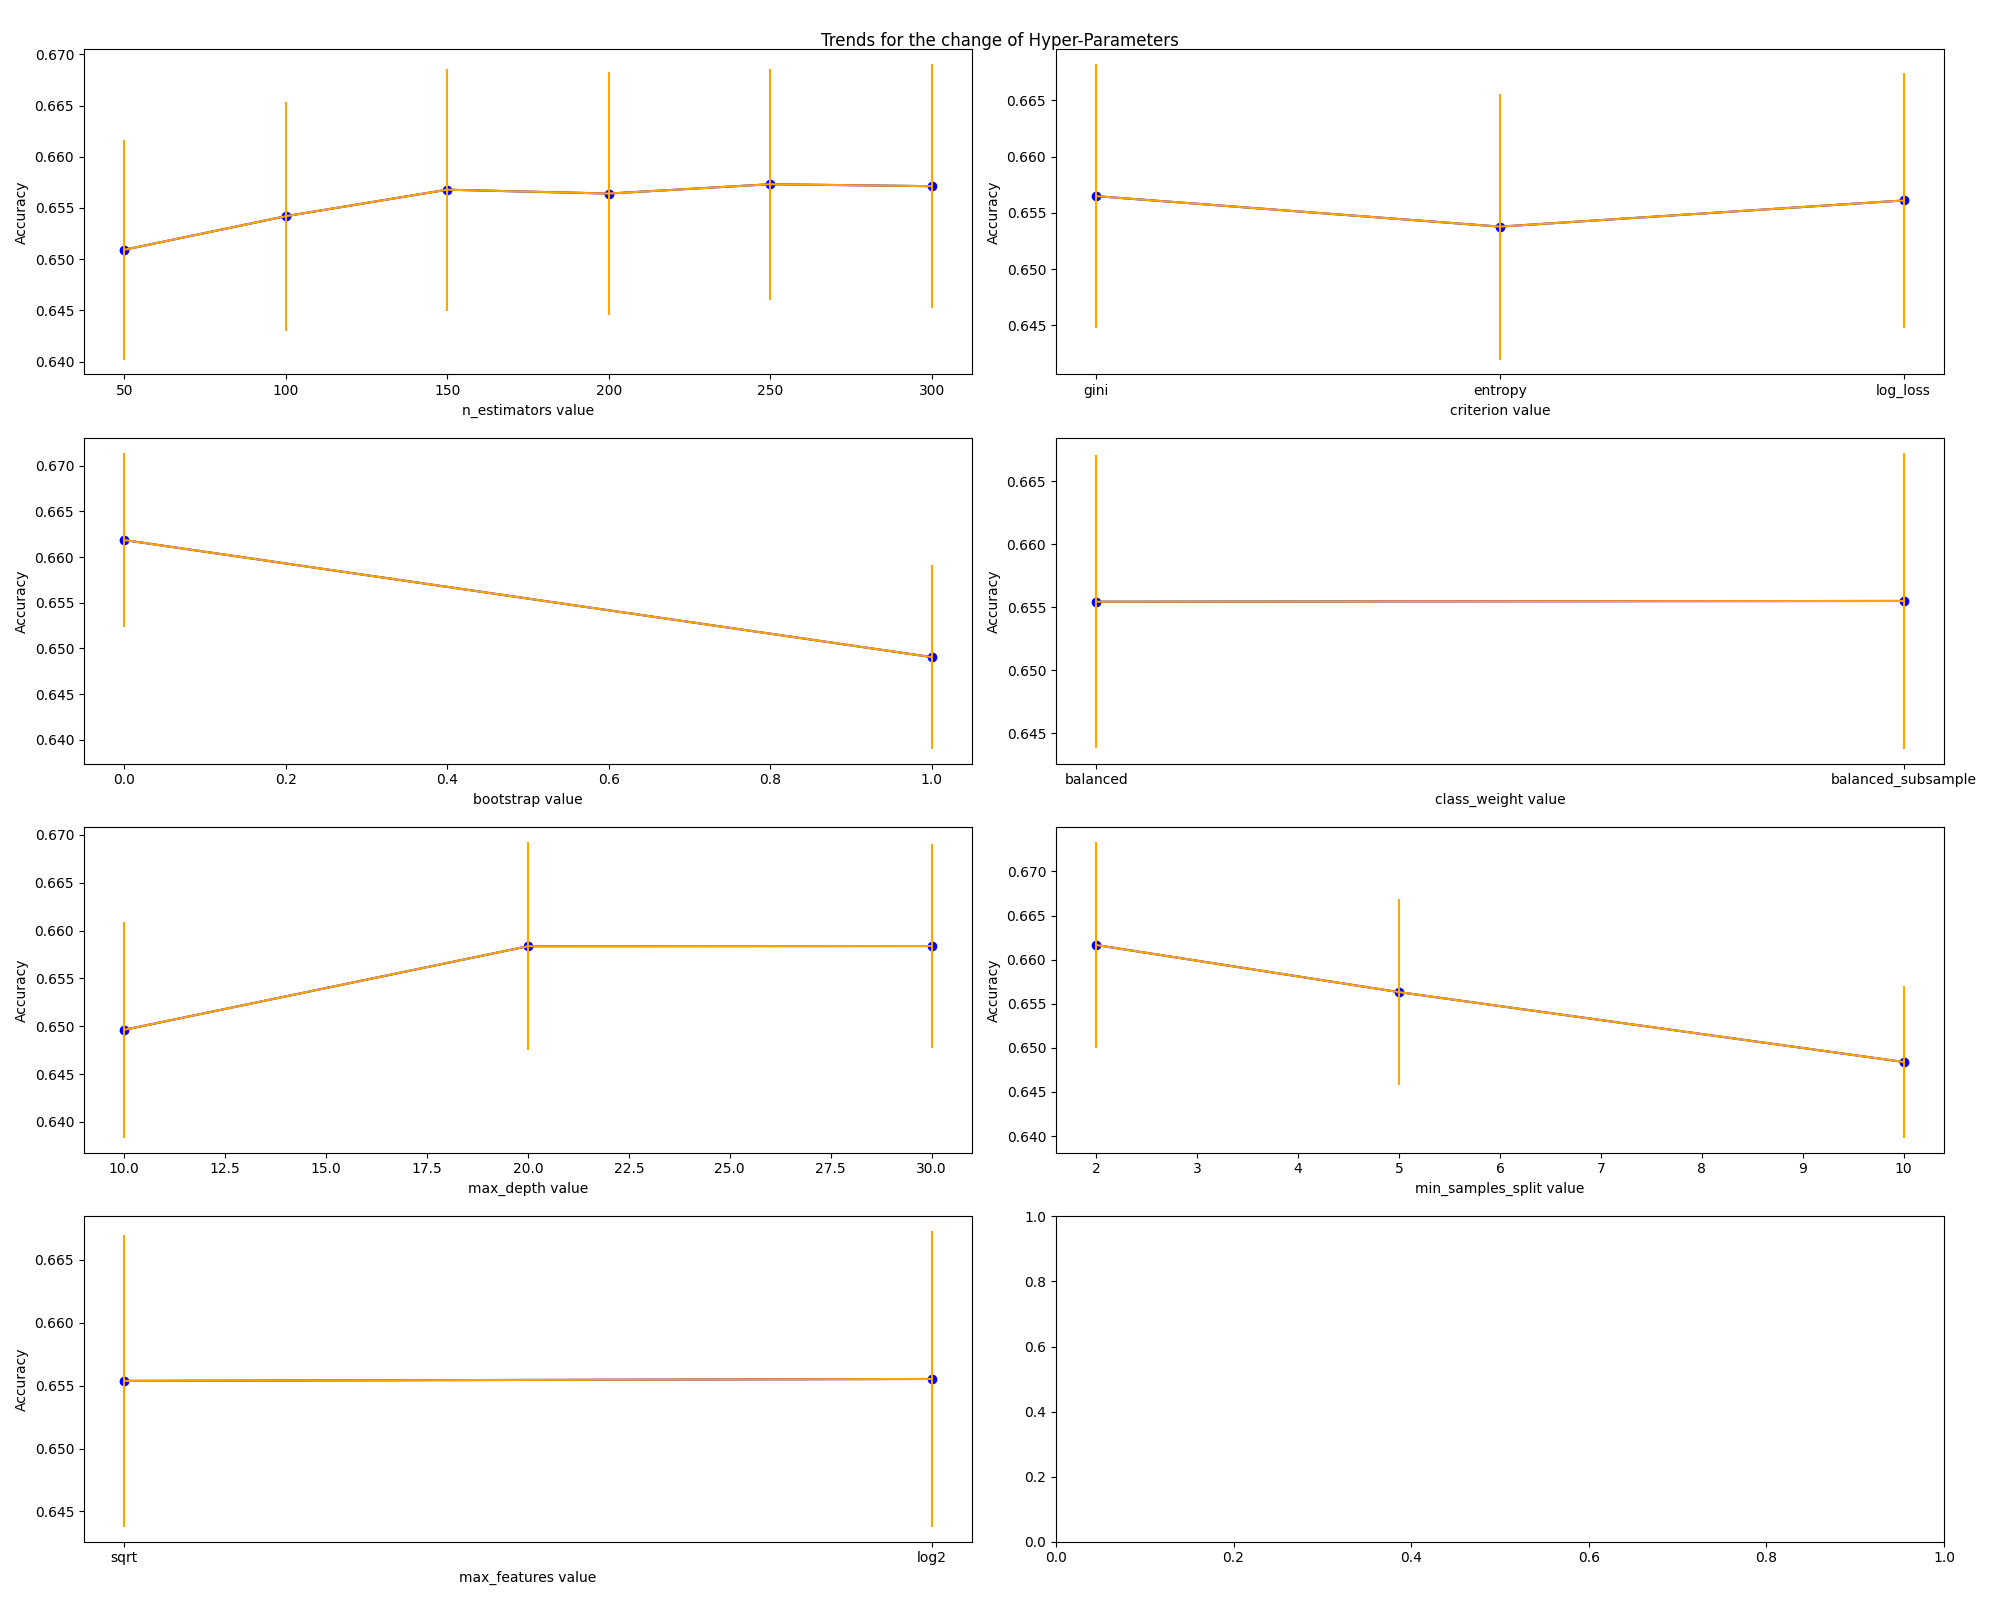 Trends for the change of Hyper-Parameters
0.670
0.665
0.660
0.655
0.650
0.645
0.640
Accuracy
50 100 150 200 250 300
n_estimators value
0.665
0.660
0.655
0.650
0.645
Accuracy
gini entropy log_loss
criterion value
0.670
0.665
0.660
0.655
0.650
0.645
0.640
Accuracy
0.0 0.2 0.4 0.6 0.8 1.0
bootstrap value
0.665
0.660
0.655
0.650
0.645
Accuracy
balanced balanced_subsample
class_weight value
0.670
0.665
0.660
0.655
0.650
0.645
0.640
Accuracy
10.0 12.5 15.0 17.5 20.0 22.5 25.0 27.5 30.0
max_depth value
0.670
0.665
0.660
0.655
0.650
0.645
0.640
Accuracy
2 3 4 5 6 7 8 9 10
min_samples_split value
0.665
0.660
0.655
0.650
0.645
Accuracy
sqrt log2
max_features value
1.0
0.8
0.6
0.4
0.2
0.0
0.0 0.2 0.4 0.6 0.8 1.0